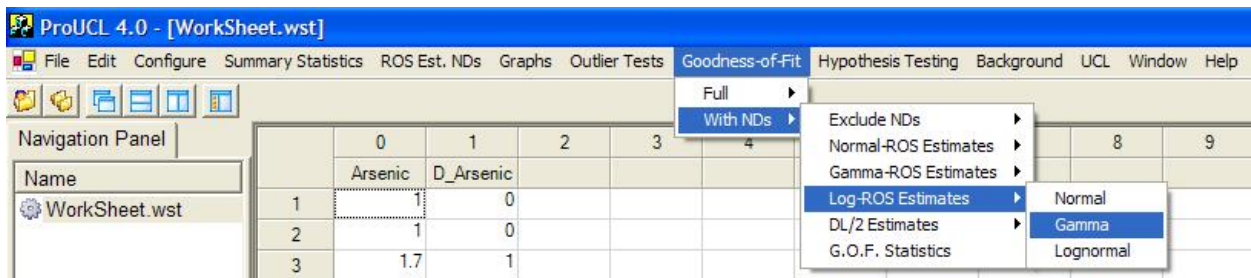 ProUCL 4.0 - [WorkSheet.wst]
File Edit Configure Summary Statistics ROS Est. NDs Graphs Outlier Tests Goodness-of-Fit Hypothesis Testing Background UCL Window Help
Full
With NDs
Exclude NDs
Normal-ROS Estimates
Gamma-ROS Estimates
Log-ROS Estimates
DL/2 Estimates
G.O.F. Statistics
Normal
Gamma
Lognormal
Navigation Panel
Name
WorkSheet.wst
0 1 2 3 4 8 9
Arsenic D_Arsenic
1 1 0
2 1 0
3 1.7 1